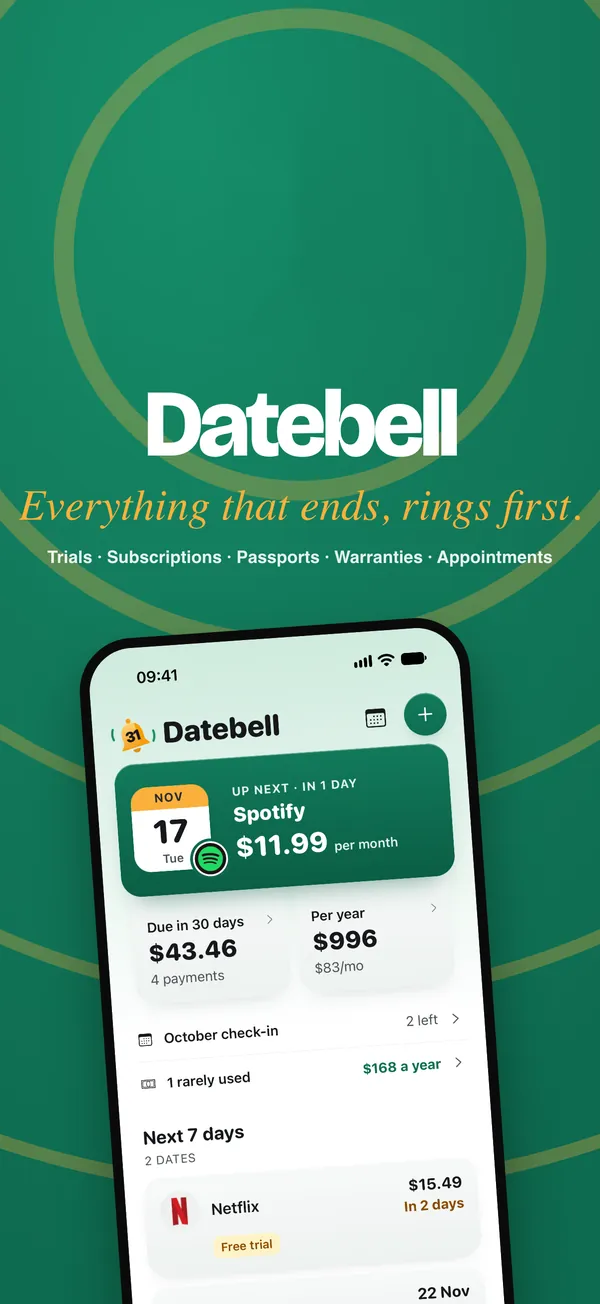 Datebell
Everything that ends, rings first.
Trials · Subscriptions · Passports · Warranties · Appointments
09:41
31
Datebell
NOV
17
Tue
UP NEXT · IN 1 DAY
Spotify
$11.99 per month
Due in 30 days
$43.46
4 payments
Per year
$996
$83/mo
October check-in
2 left
1 rarely used
$168 a year
Next 7 days
2 DATES
Netflix
$15.49
In 2 days
Free trial
22 Nov